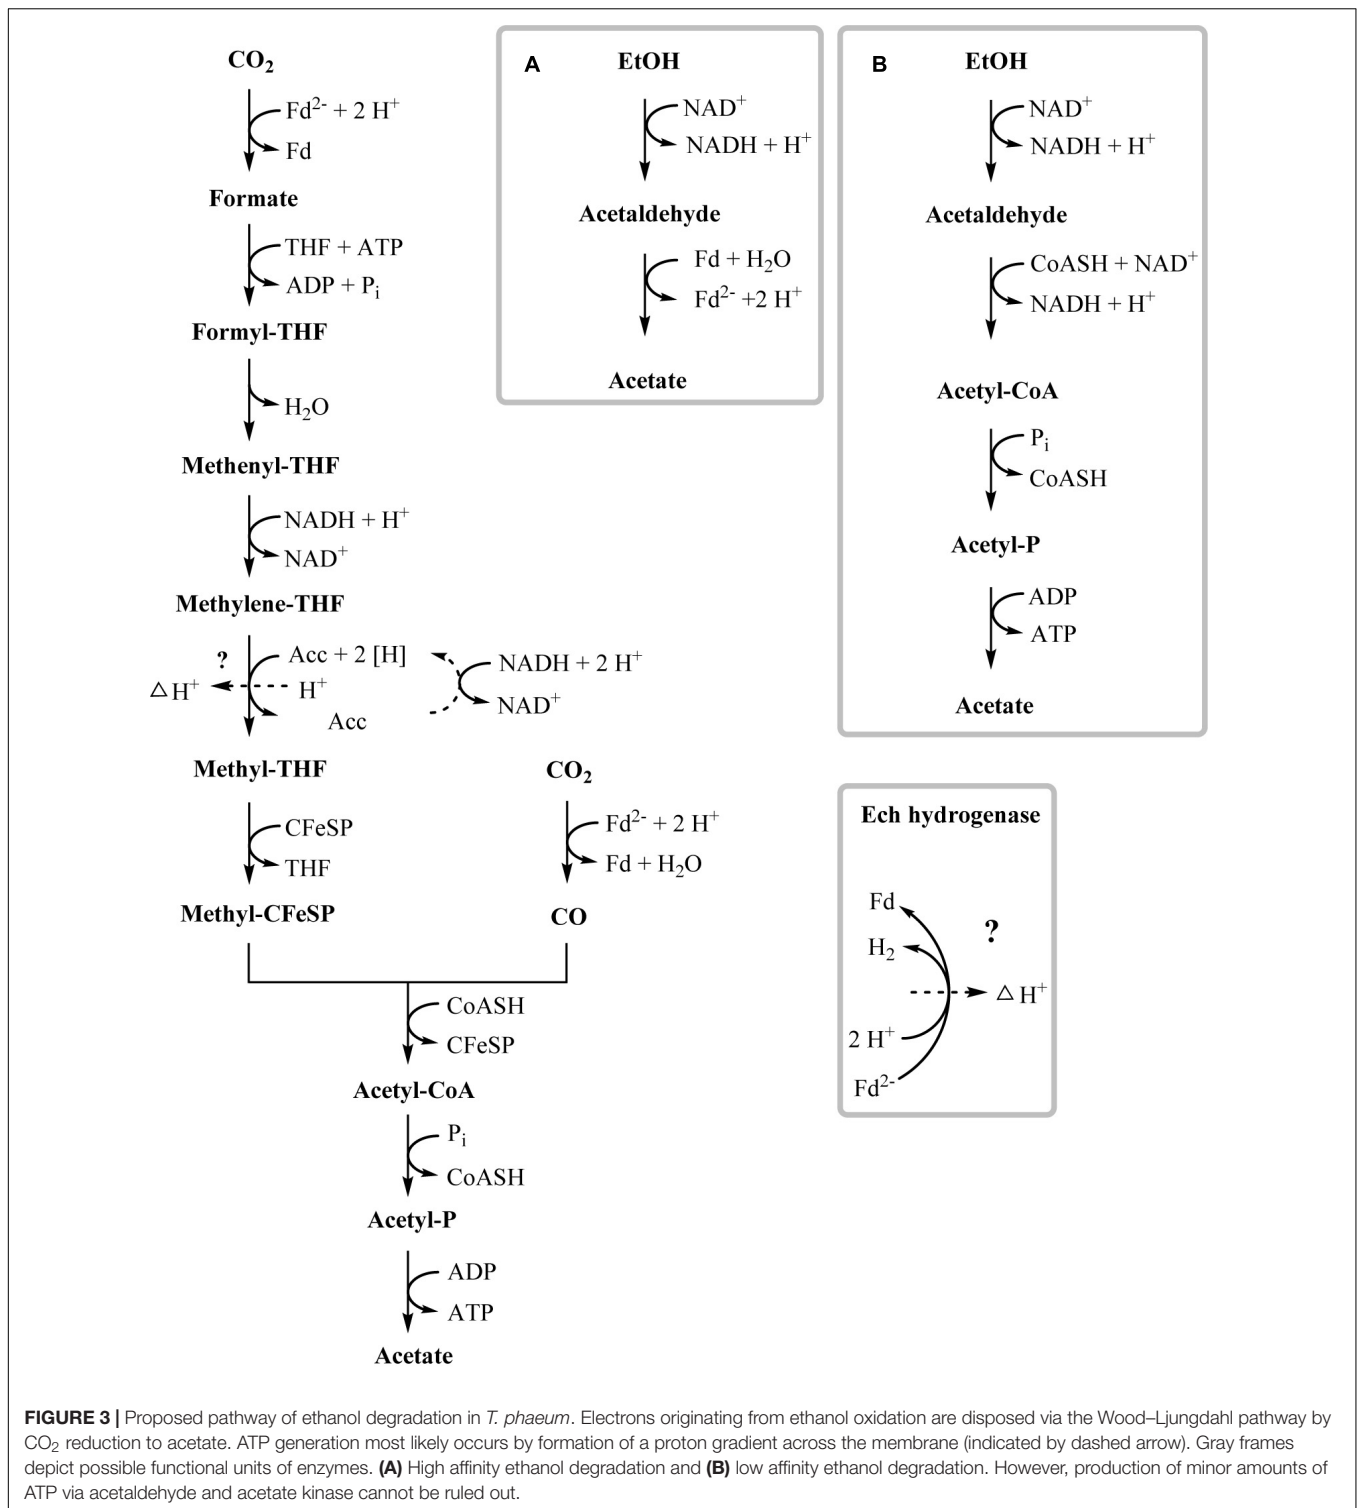 CO₂
Fd²⁻ + 2 H⁺
Fd
Formate
THF + ATP
ADP + Pᵢ
Formyl-THF
H₂O
Methenyl-THF
NADH + H⁺
NAD⁺
Methylene-THF
?
Acc + 2 [H]
△H⁺
H⁺
Acc
NADH + 2 H⁺
NAD⁺
Methyl-THF
CFeSP
THF
Methyl-CFeSP
CO₂
Fd²⁻ + 2 H⁺
Fd + H₂O
CO
CoASH
CFeSP
Acetyl-CoA
Pᵢ
CoASH
Acetyl-P
ADP
ATP
Acetate
A
EtOH
NAD⁺
NADH + H⁺
Acetaldehyde
Fd + H₂O
Fd²⁻ +2 H⁺
Acetate
B
EtOH
NAD⁺
NADH + H⁺
Acetaldehyde
CoASH + NAD⁺
NADH + H⁺
Acetyl-CoA
Pᵢ
CoASH
Acetyl-P
ADP
ATP
Acetate
Ech hydrogenase
Fd
H₂
?
△ H⁺
2 H⁺
Fd²⁻
FIGURE 3 | Proposed pathway of ethanol degradation in T. phaeum. Electrons originating from ethanol oxidation are disposed via the Wood–Ljungdahl pathway by
CO₂ reduction to acetate. ATP generation most likely occurs by formation of a proton gradient across the membrane (indicated by dashed arrow). Gray frames
depict possible functional units of enzymes. (A) High affinity ethanol degradation and (B) low affinity ethanol degradation. However, production of minor amounts of
ATP via acetaldehyde and acetate kinase cannot be ruled out.